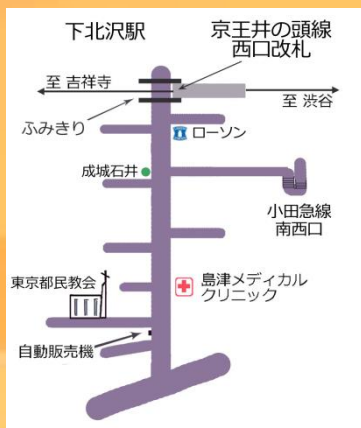 下北沢駅
京王井の頭線
西口改札
至 吉祥寺
至 渋谷
ふみきり
ローソン
成城石井
小田急線
南西口
東京都民教会
島津メディカル
クリニック
自動販売機